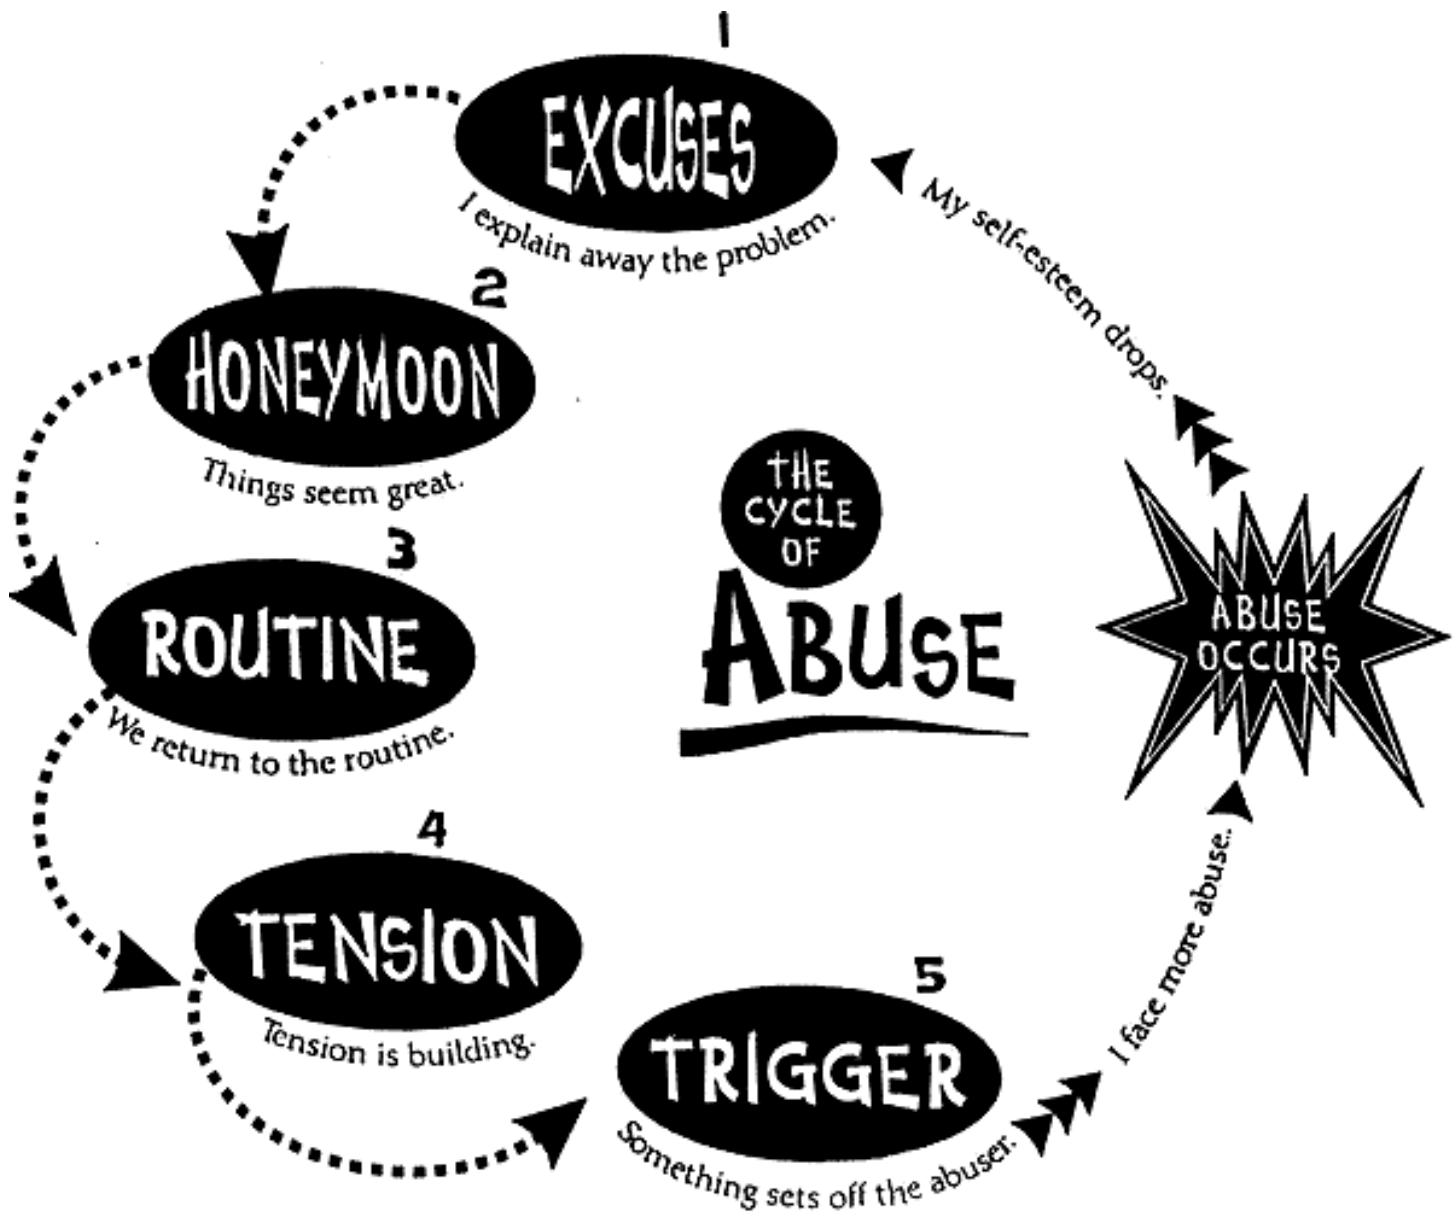 1
EXCUSES
I explain away the problem.
2
HONEYMOON
Things seem great.
3
ROUTINE
We return to the routine.
4
TENSION
Tension is building.
5
TRIGGER
Something sets off the abuser.
I face more abuse.
ABUSE
OCCURS
My self-esteem drops.
THE
CYCLE
OF
ABUSE